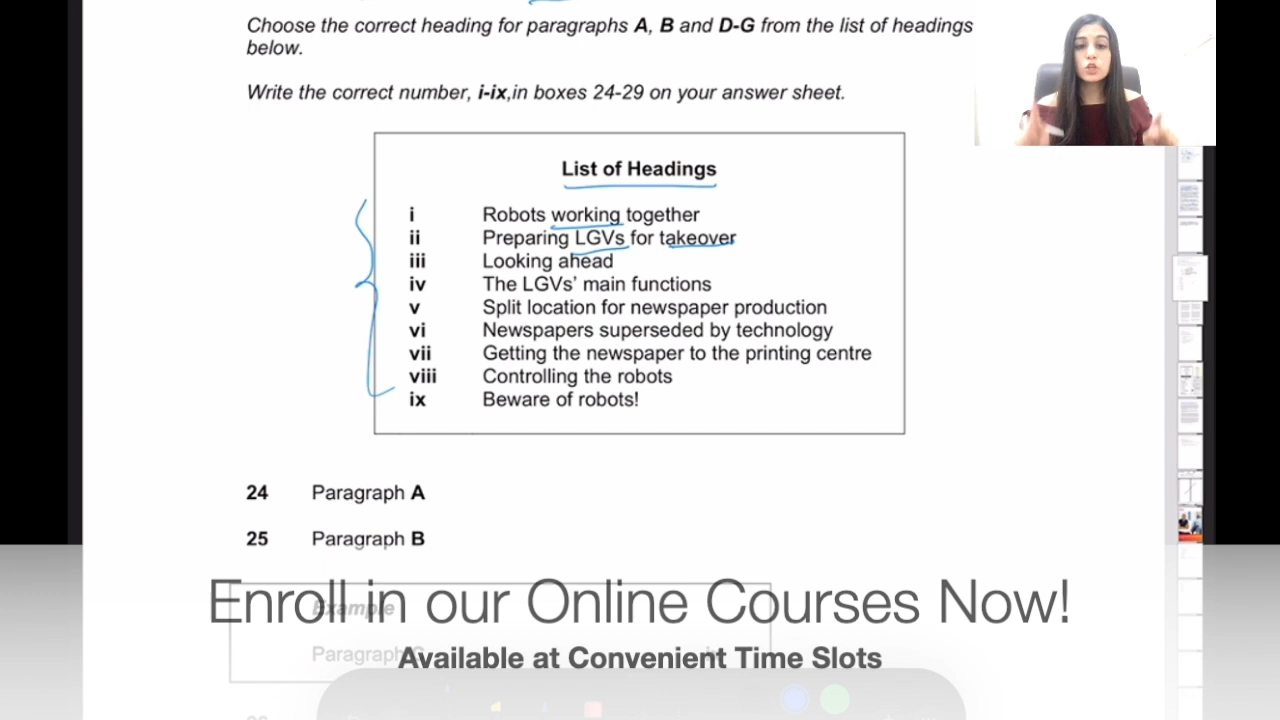 Choose the correct heading for paragraphs A, B and D-G from the list of headings
below.
Write the correct number, i-ix,in boxes 24-29 on your answer sheet.
List of Headings
i Robots working together
ii Preparing LGVs for takeover
iii Looking ahead
iv The LGVs' main functions
v Split location for newspaper production
vi Newspapers superseded by technology
vii Getting the newspaper to the printing centre
viii Controlling the robots
ix Beware of robots!
24 Paragraph A
25 Paragraph B
Example
Enroll in our Online Courses Now!
Paragraph
Available at Convenient Time Slots